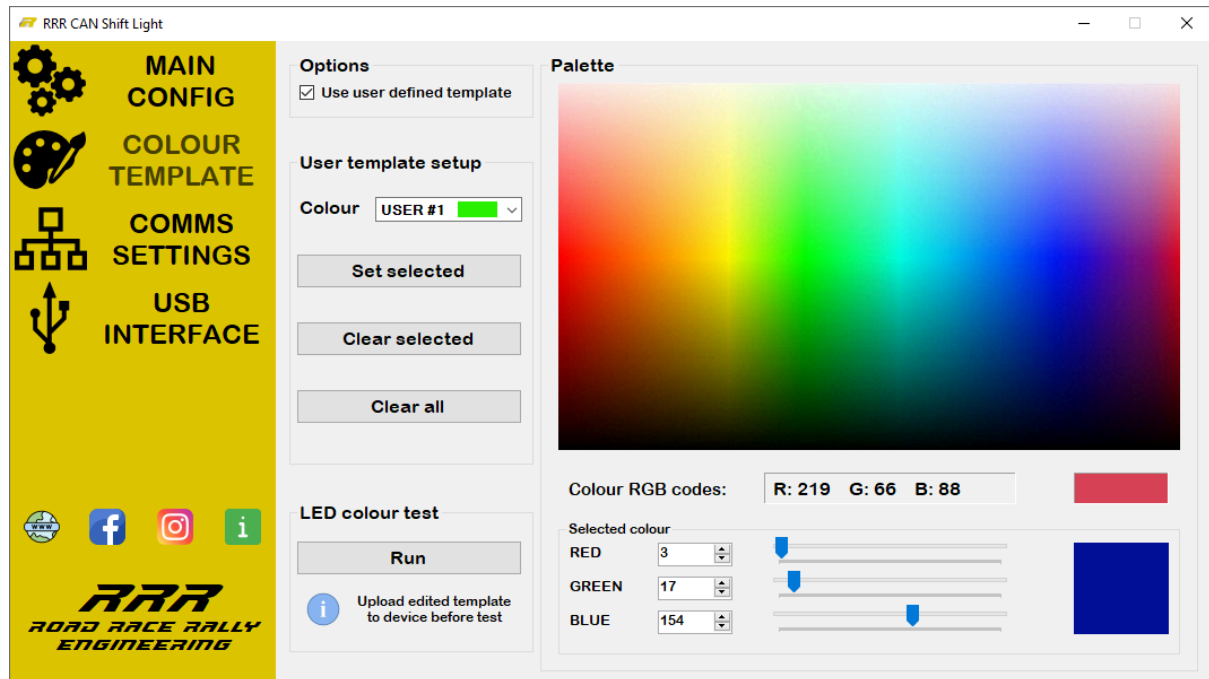 RRR CAN Shift Light
MAIN
CONFIG
COLOUR
TEMPLATE
COMMS
SETTINGS
USB
INTERFACE
www
f
i
RRR
ROAD RACE RALLY
ENGINEERING
Options
Use user defined template
User template setup
Colour USER #1
Set selected
Clear selected
Clear all
LED colour test
Run
i
Upload edited template
to device before test
Palette
Colour RGB codes: R: 219 G: 66 B: 88
Selected colour
RED 3
GREEN 17
BLUE 154